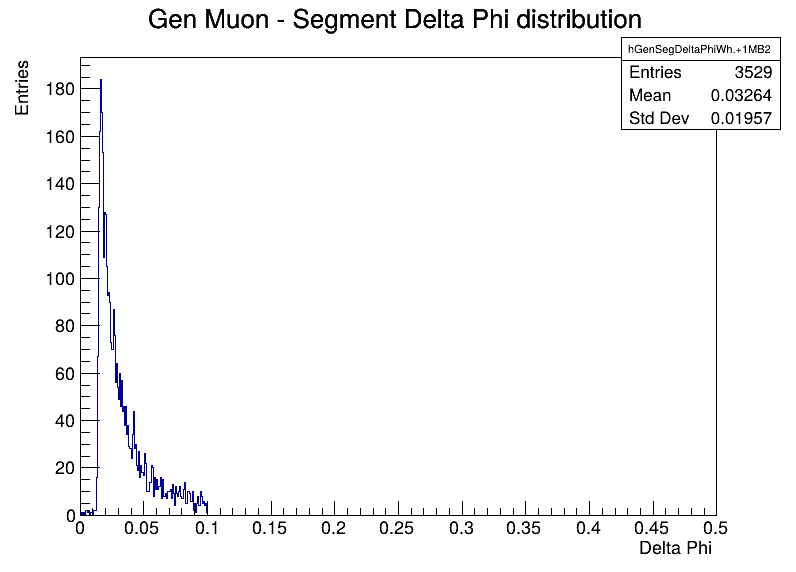 Gen Muon - Segment Delta Phi distribution
hGenSegDeltaPhiWh.+1MB2
Entries 3529
Mean 0.03264
Std Dev 0.01957
Entries
180
160
140
120
100
80
60
40
20
0
0 0.05 0.1 0.15 0.2 0.25 0.3 0.35 0.4 0.45 0.5
Delta Phi